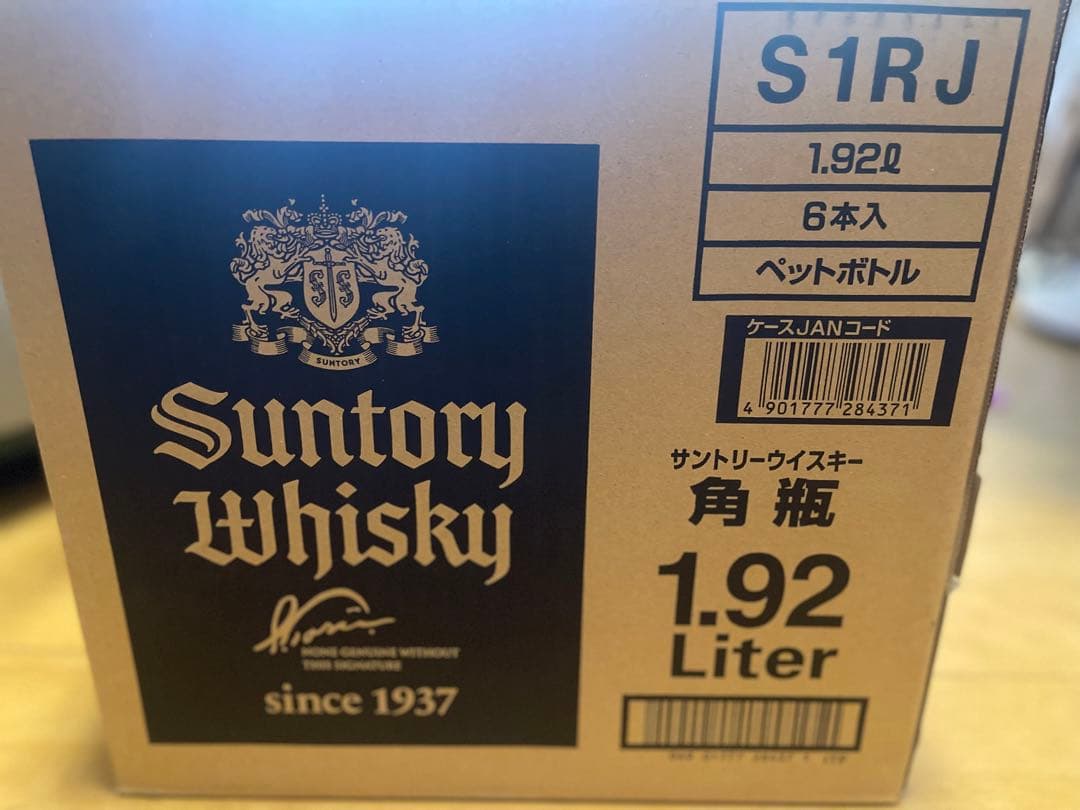 S1RJ
1.92ℓ
6本入
ペットボトル
ケースJANコード
4 901777 284371
SUNTORY
Suntory
Whisky
NONE GENUINE WITHOUT
THIS SIGNATURE
since 1937
サントリーウイスキー
角瓶
1.92
Liter